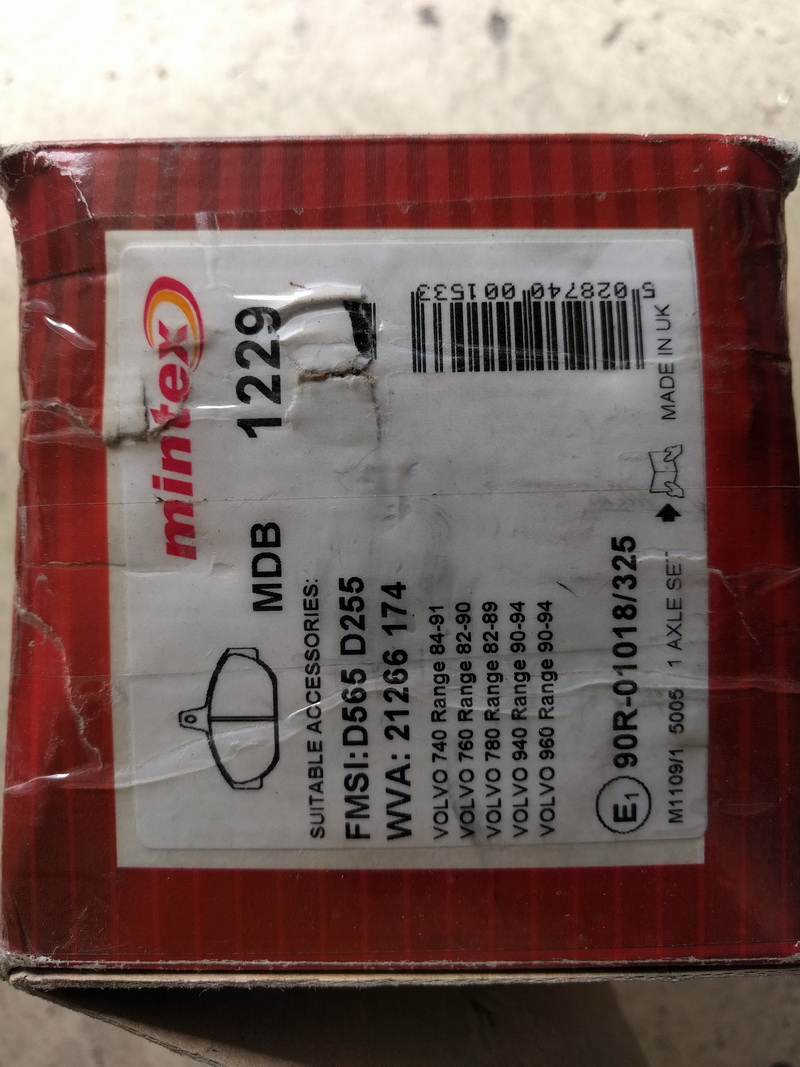 mintex
MDB 1229
SUITABLE ACCESSORIES:
FMSI: D565 D255
WVA: 21266 174
VOLVO 740 Range 84-91
VOLVO 760 Range 82-90
VOLVO 780 Range 82-89
VOLVO 940 Range 90-94
VOLVO 960 Range 90-94
5 028740 001533
E1 90R-01018/325
M1109/1 5005 1 AXLE SET MADE IN UK